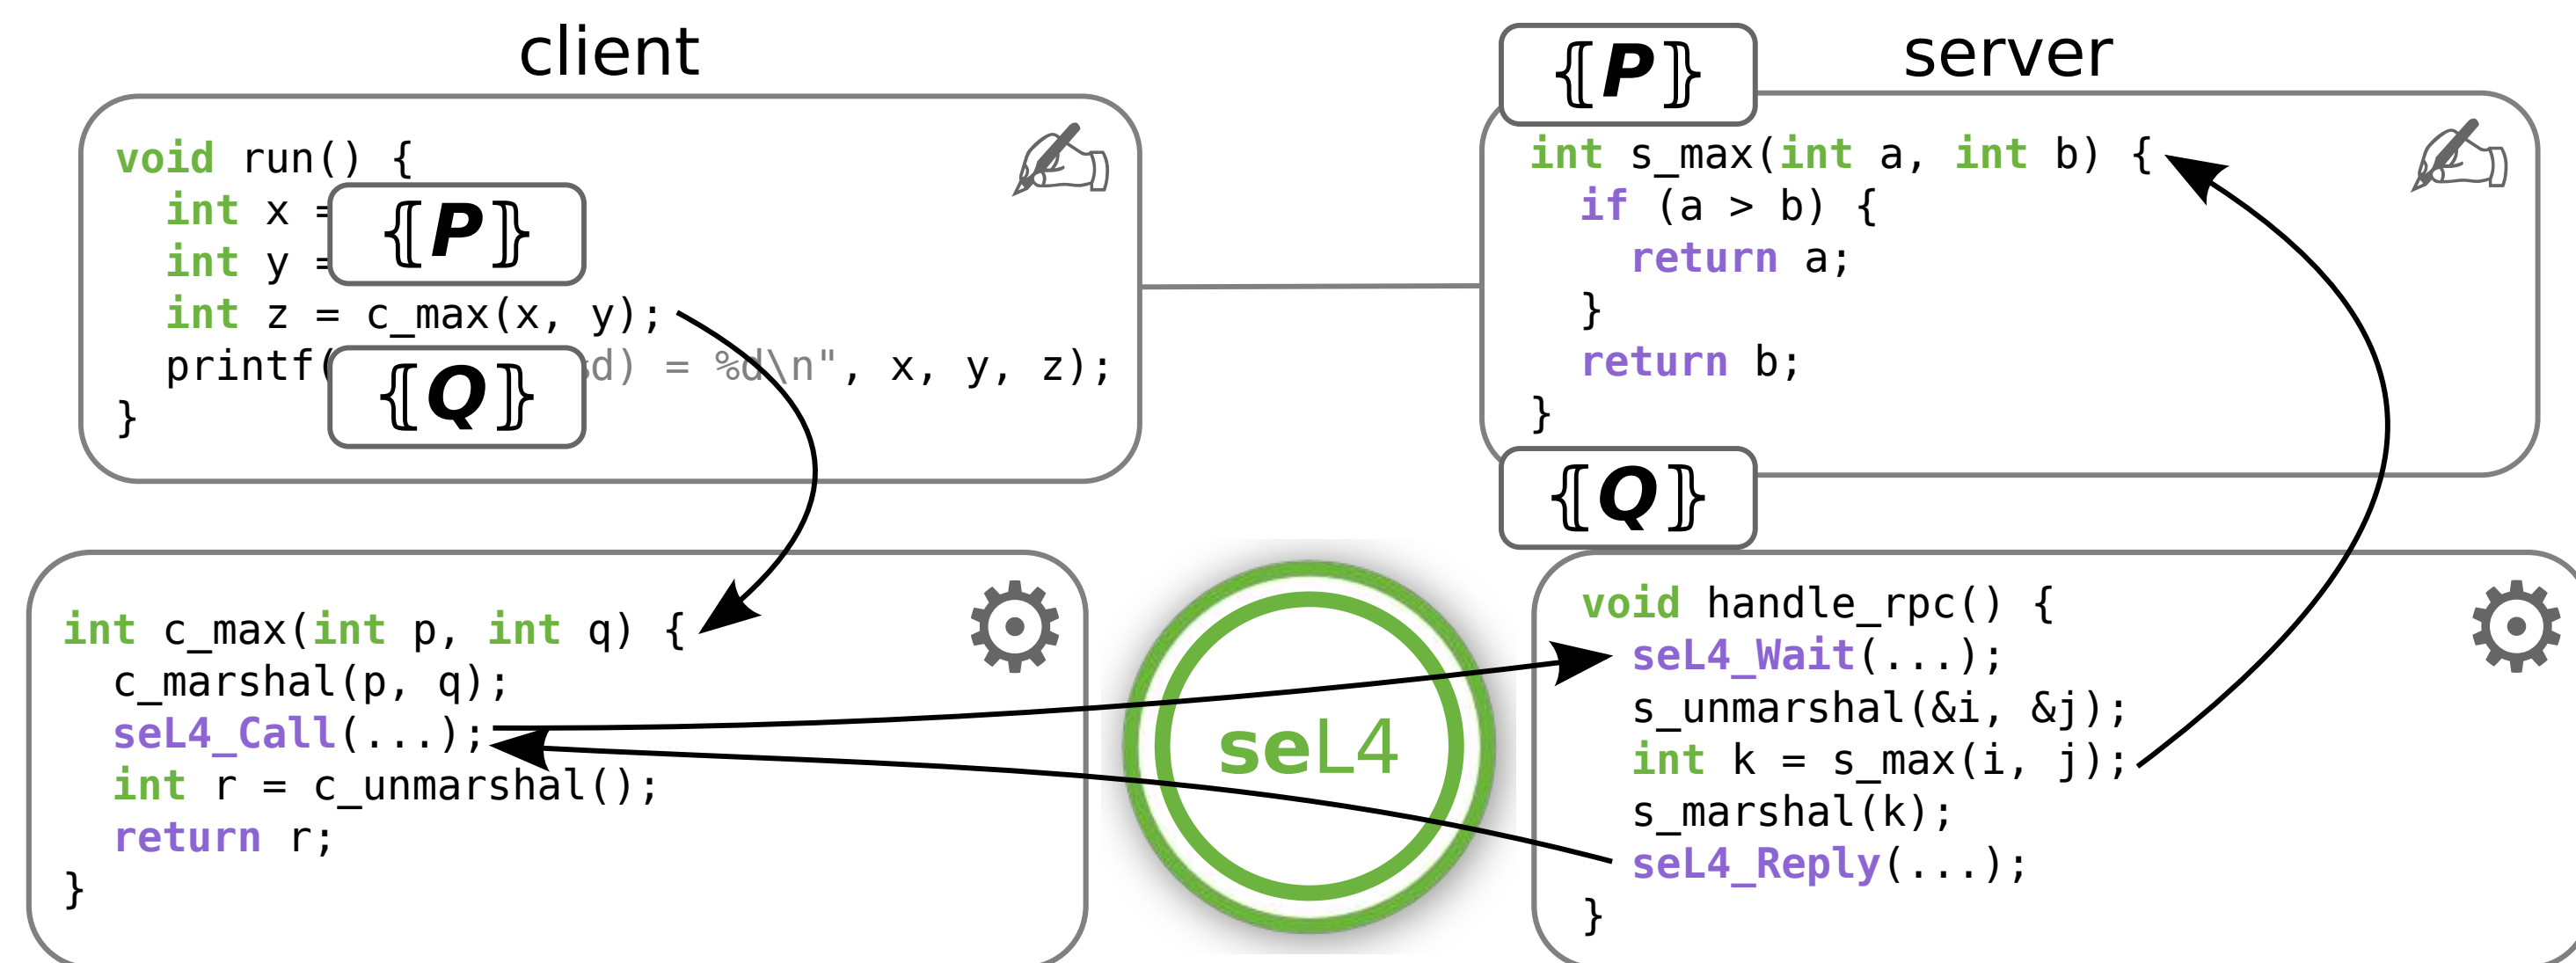 client
void run() {
int x =
{[P]}
int y =
int z = c_max(x, y);
printf(
{[Q]}
d) = %d\n", x, y, z);
}
server
{[P]}
int s_max(int a, int b) {
if (a > b) {
return a;
}
return b;
}
{[Q]}
int c_max(int p, int q) {
c_marshal(p, q);
seL4_Call(...);
int r = c_unmarshal();
return r;
}
seL4
void handle_rpc() {
seL4_Wait(...);
s_unmarshal(&i, &j);
int k = s_max(i, j);
s_marshal(k);
seL4_Reply(...);
}